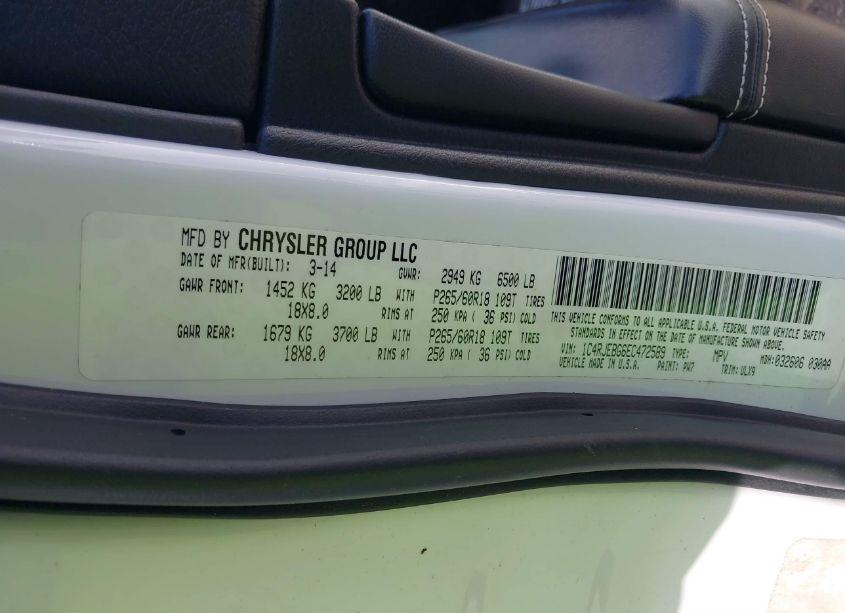 MFD BY CHRYSLER GROUP LLC
DATE OF MFR(BUILT): 3-14 GVWR: 2949 KG 6500 LB
GAWR FRONT: 1452 KG 3200 LB WITH P265/60R18 109T TIRES
18X8.0 RIMS AT 250 KPA ( 36 PSI) COLD
GAWR REAR: 1679 KG 3700 LB WITH P265/60R18 109T TIRES
18X8.0 RIMS AT 250 KPA ( 36 PSI) COLD
THIS VEHICLE CONFORMS TO ALL APPLICABLE U.S.A. FEDERAL MOTOR VEHICLE SAFETY
STANDARDS IN EFFECT ON THE DATE OF MANUFACTURE SHOWN ABOVE.
VIN: 1C4RJEBG6EC472589 TYPE: MPV MDH:032606 030AA
VEHICLE MADE IN U.S.A. PAINT: PW7 TRIM: ULX9